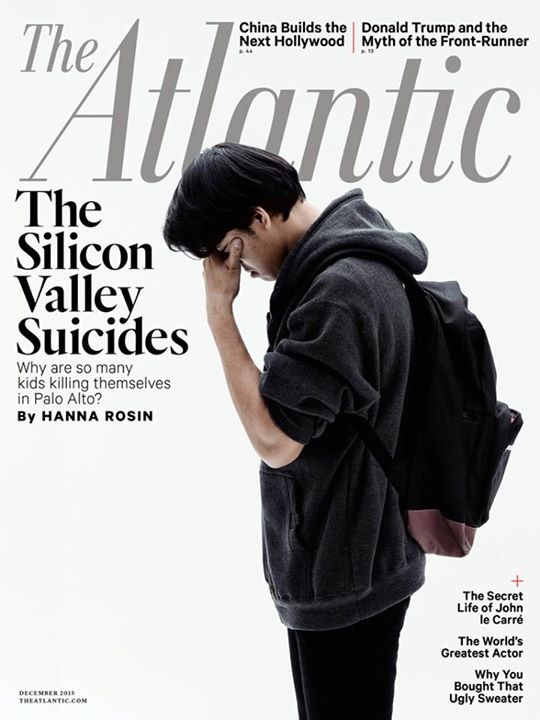 The
Atlantic
China Builds the
Next Hollywood
p. 44
Donald Trump and the
Myth of the Front-Runner
p. 13
The
Silicon
Valley
Suicides
Why are so many
kids killing themselves
in Palo Alto?
By HANNA ROSIN
+
The Secret
Life of John
le Carré
The World's
Greatest Actor
Why You
Bought That
Ugly Sweater
DECEMBER 2015
THEATLANTIC.COM